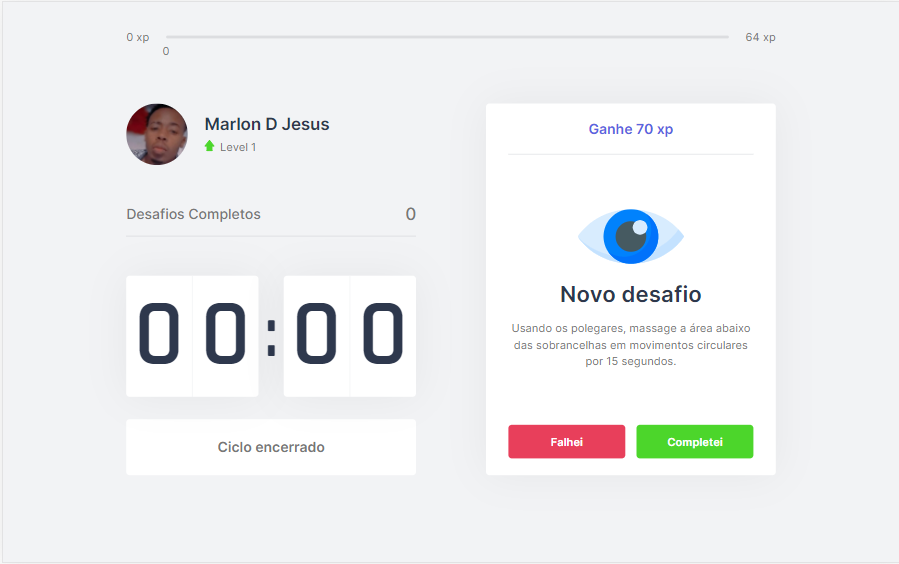 0 xp
64 xp
0
Marlon D Jesus
Level 1
Desafios Completos
0
00:00
Ciclo encerrado
Ganhe 70 xp
Novo desafio
Usando os polegares, massage a área abaixo
das sobrancelhas em movimentos circulares
por 15 segundos.
Falhei
Completei